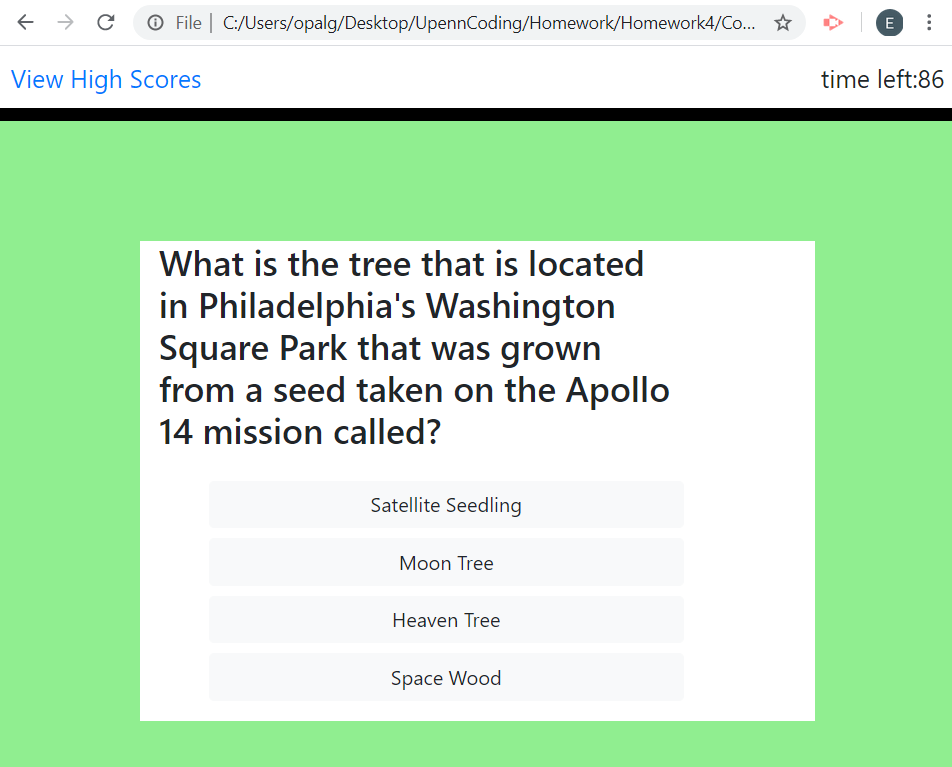 File | C:/Users/opalg/Desktop/UpennCoding/Homework/Homework4/Co...
E
View High Scores
time left:86
What is the tree that is located
in Philadelphia's Washington
Square Park that was grown
from a seed taken on the Apollo
14 mission called?
Satellite Seedling
Moon Tree
Heaven Tree
Space Wood